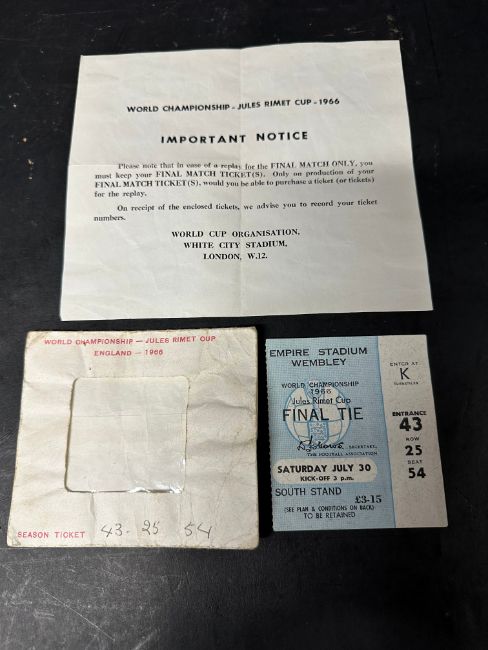 WORLD CHAMPIONSHIP - JULES RIMET CUP - 1966
IMPORTANT NOTICE
Please note that in case of a replay for the FINAL MATCH ONLY, you
must keep your FINAL MATCH TICKET(S). Only on production of your
FINAL MATCH TICKET(S), would you be able to purchase a ticket (or tickets)
for the replay.
On receipt of the enclosed tickets, we advise you to record your ticket
numbers.
WORLD CUP ORGANISATION,
WHITE CITY STADIUM,
LONDON, W.12.
WORLD CHAMPIONSHIP — JULES RIMET CUP
ENGLAND — 1966
SEASON TICKET 43- 25 54
EMPIRE STADIUM
WEMBLEY
WORLD CHAMPIONSHIP
1966
Jules Rimet Cup
FINAL TIE
SECRETARY,
THE FOOTBALL ASSOCIATION
SATURDAY JULY 30
KICK-OFF 3 p.m.
SOUTH STAND
£3-15
(SEE PLAN & CONDITIONS ON BACK)
TO BE RETAINED
ENTER AT
K
TURNSTILES
ENTRANCE
43
ROW
25
SEAT
54